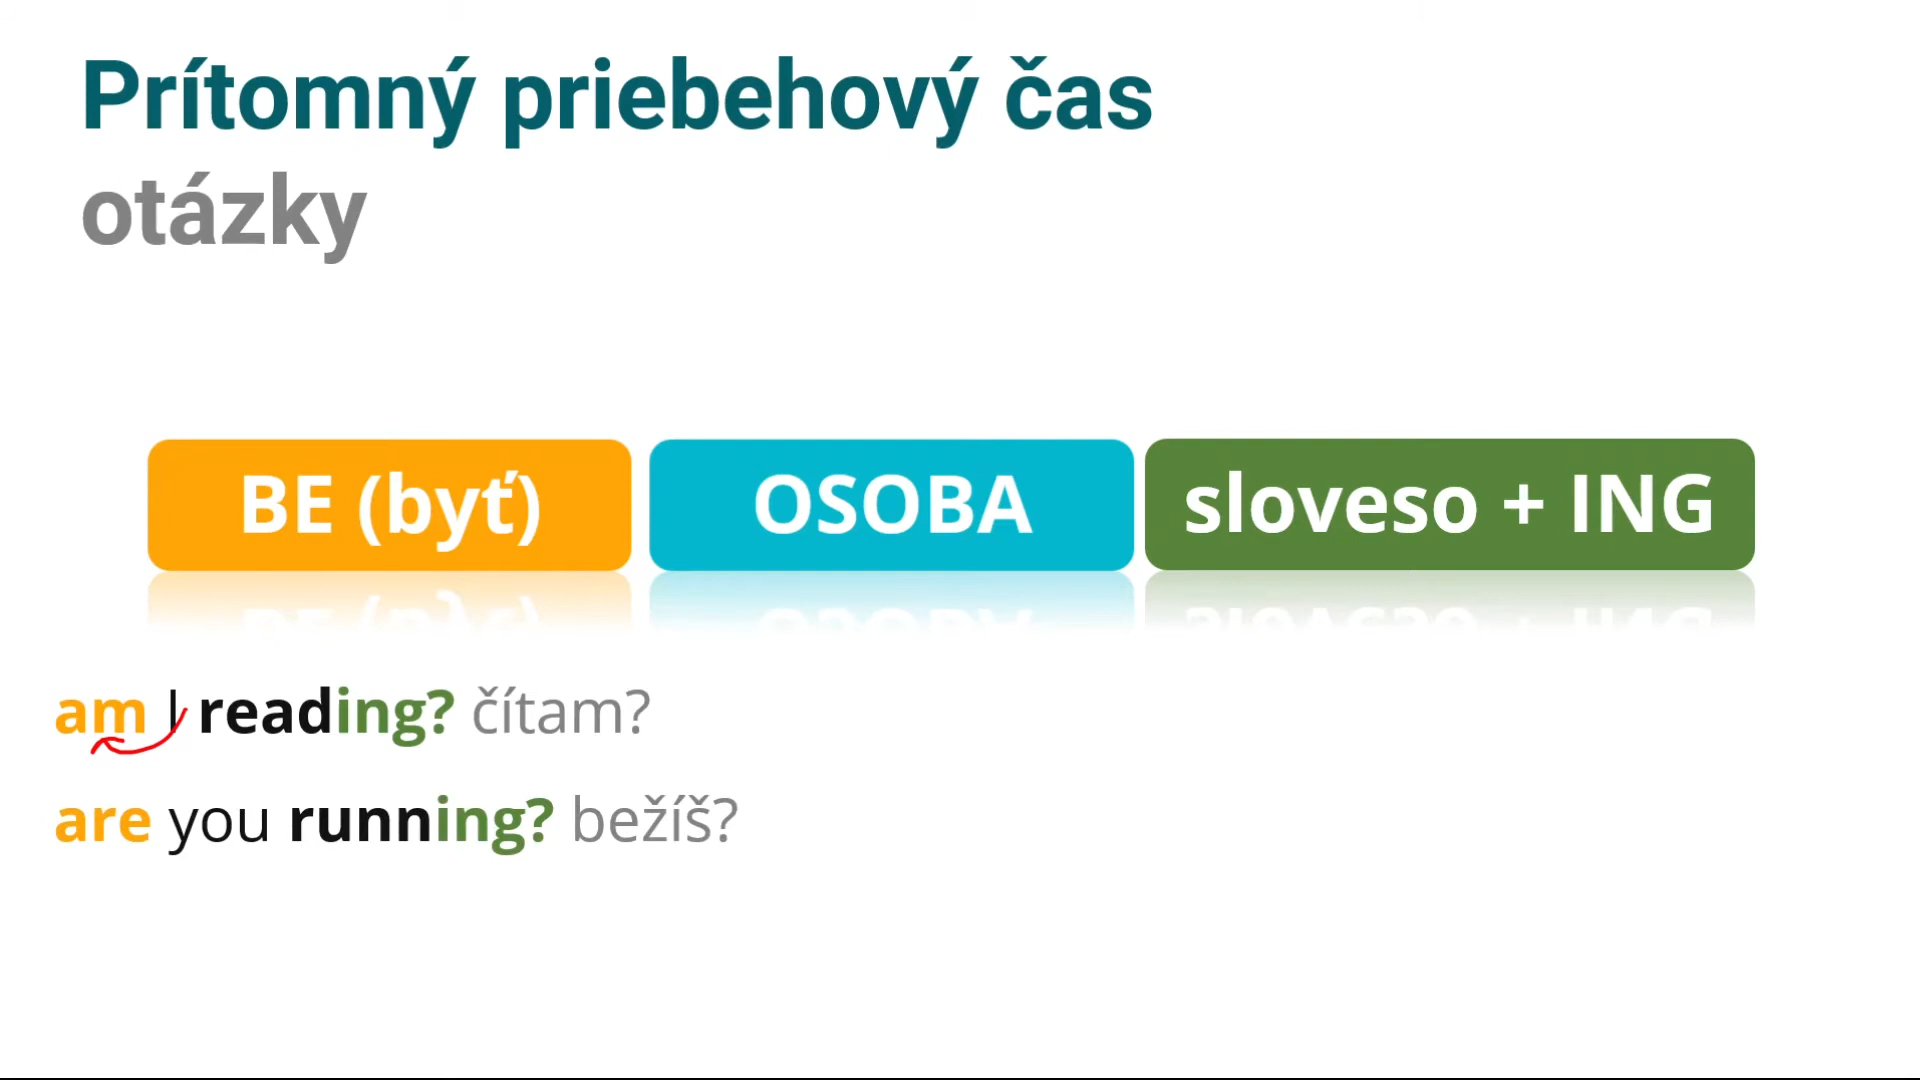 Prítomný priebehový čas
otázky
BE (byť) OSOBA sloveso + ING
am I reading? čítam?
are you running? bežíš?